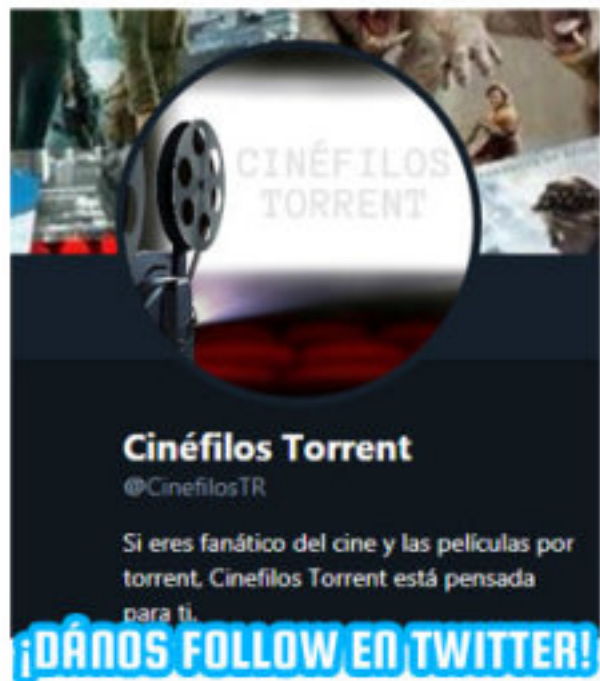 CINÉFILOS
TORRENT
Cinéfilos Torrent
@CinefilosTR
Si eres fanático del cine y las películas por
torrent, Cinefilos Torrent está pensada
para ti.
¡DÁNOS FOLLOW EN TWITTER!